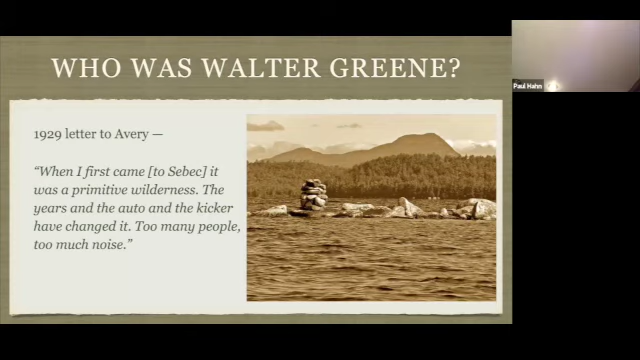 WHO WAS WALTER GREENE?
1929 letter to Avery —
“When I first came [to Sebec] it
was a primitive wilderness. The
years and the auto and the kicker
have changed it. Too many people,
too much noise.”
Paul Hahn